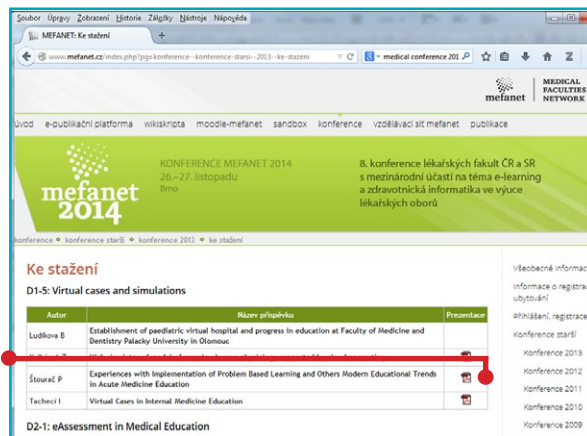 Soubor Úpravy Zobrazení Historie Záložky Nástroje Nápověda
MEFANET: Ke stažení
www.mefanet.cz/index.php?pg=konference--konference-starsi--2013--ke-stazeni
medical conference 201
mefanet
MEDICAL
FACULTIES
NETWORK
úvod e-publikační platforma wikiskripta moodle-mefanet sandbox konference vzdělávací síť mefanet publikace
mefanet
2014
KONFERENCE MEFANET 2014
26.–27. listopadu
Brno
8. konference lékařských fakult ČR a SR
s mezinárodní účastí na téma e-learning
a zdravotnická informatika ve výuce
lékařských oborů
konference konference starší konference 2013 ke stažení
Ke stažení
D1-5: Virtual cases and simulations
Autor Název příspěvku Prezentace
Ludíkova B Establishment of paediatric virtual hospital and progress in education at Faculty of Medicine and
Dentistry Palacky University in Olomouc
Štourač P Experiences with Implementation of Problem Based Learning and Others Modern Educational Trends
in Acute Medicine Education
Tachecí I Virtual Cases in Internal Medicine Education
D2-1: eAssessment in Medical Education
Všeobecné informac
Informace o registrac
ubytování
Přihlášení, registrace
Konference starší
Konference 2013
Konference 2012
Konference 2011
Konference 2010
Konference 2009